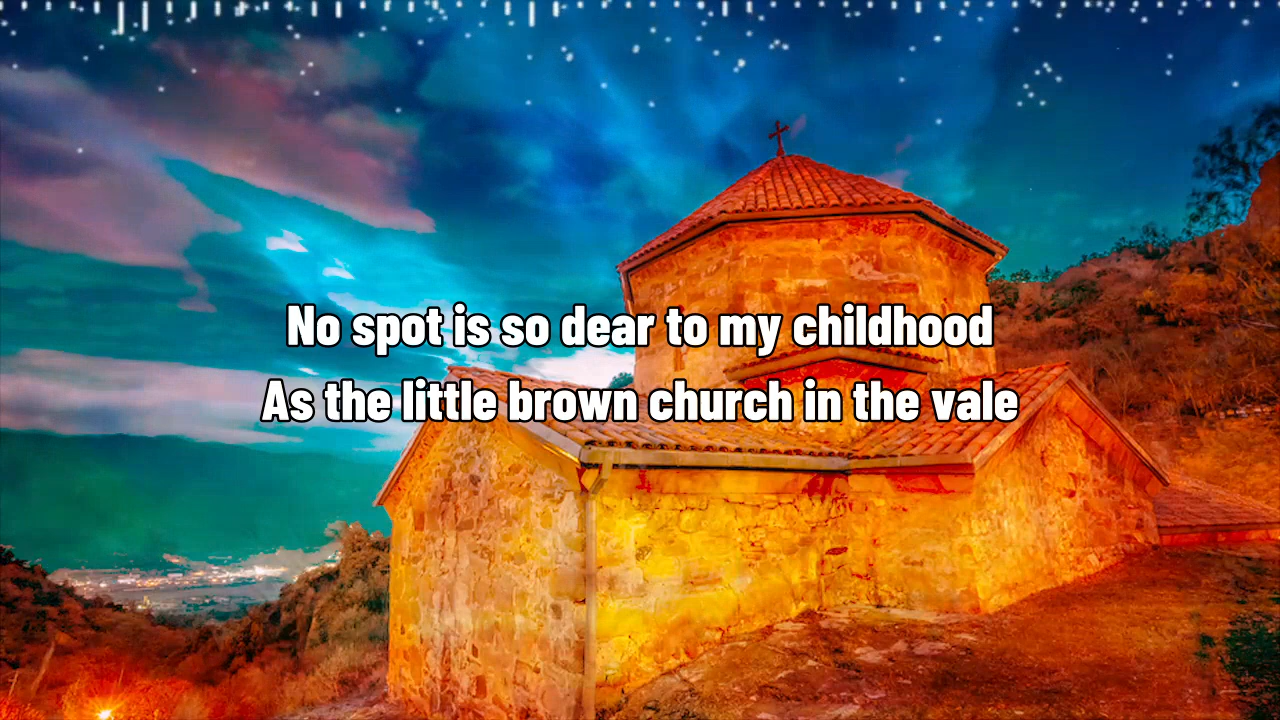 No spot is so dear to my childhood
As the little brown church in the vale